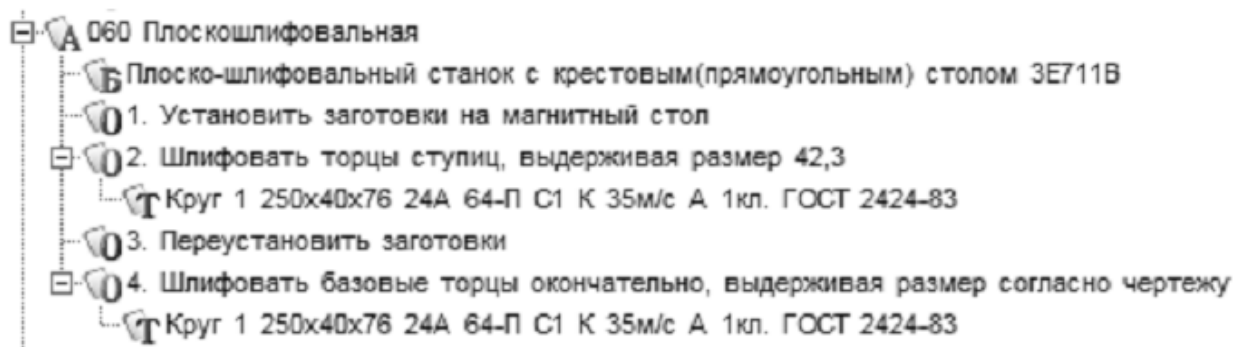 А 060 Плоскошлифовальная
Б Плоско-шлифовальный станок с крестовым(прямоугольным) столом 3Е711В
О 1. Установить заготовки на магнитный стол
О 2. Шлифовать торцы ступиц, выдерживая размер 42,3
Т Круг 1 250х40х76 24А 64-П С1 К 35м/с А 1кл. ГОСТ 2424-83
О 3. Переустановить заготовки
О 4. Шлифовать базовые торцы окончательно, выдерживая размер согласно чертежу
Т Круг 1 250х40х76 24А 64-П С1 К 35м/с А 1кл. ГОСТ 2424-83